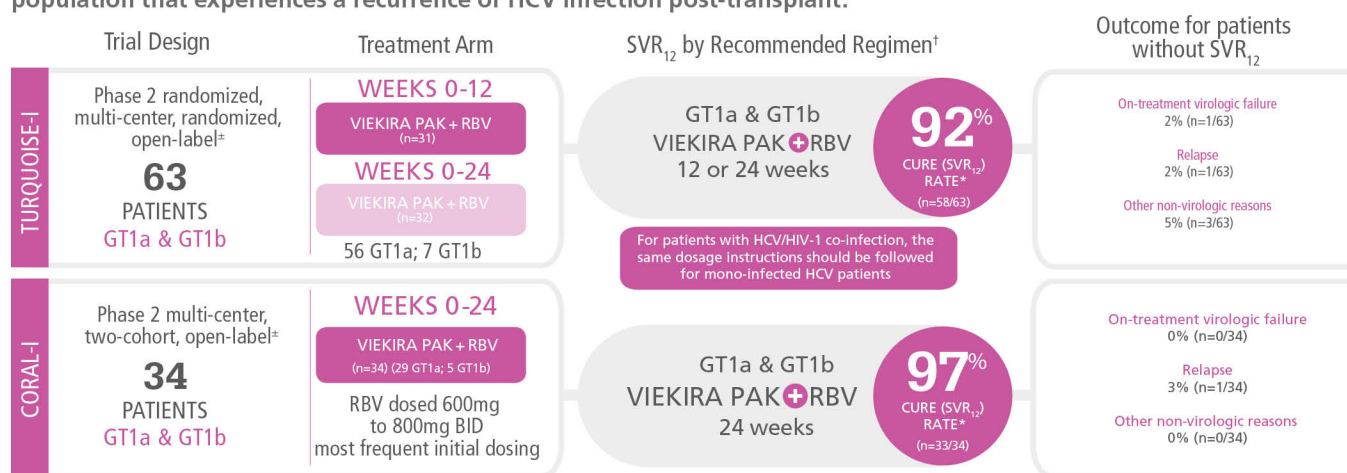 population that experiences a recurrence of HCV infection post-transplant.
Trial Design
Treatment Arm
SVR12 by Recommended Regimen†
Outcome for patients
without SVR12
TURQUOISE-I
Phase 2 randomized,
multi-center, randomized,
open-label±
63
PATIENTS
GT1a & GT1b
WEEKS 0-12
VIEKIRA PAK + RBV
(n=31)
WEEKS 0-24
VIEKIRA PAK + RBV
(n=32)
56 GT1a; 7 GT1b
GT1a & GT1b
VIEKIRA PAK + RBV
12 or 24 weeks
92%
CURE (SVR12)
RATE*
(n=58/63)
For patients with HCV/HIV-1 co-infection, the
same dosage instructions should be followed
for mono-infected HCV patients
On-treatment virologic failure
2% (n=1/63)
Relapse
2% (n=1/63)
Other non-virologic reasons
5% (n=3/63)
CORAL-I
Phase 2 multi-center,
two-cohort, open-label±
34
PATIENTS
GT1a & GT1b
WEEKS 0-24
VIEKIRA PAK + RBV
(n=34) (29 GT1a; 5 GT1b)
RBV dosed 600mg
to 800mg BID
most frequent initial dosing
GT1a & GT1b
VIEKIRA PAK + RBV
24 weeks
97%
CURE (SVR12)
RATE*
(n=33/34)
On-treatment virologic failure
0% (n=0/34)
Relapse
3% (n=1/34)
Other non-virologic reasons
0% (n=0/34)